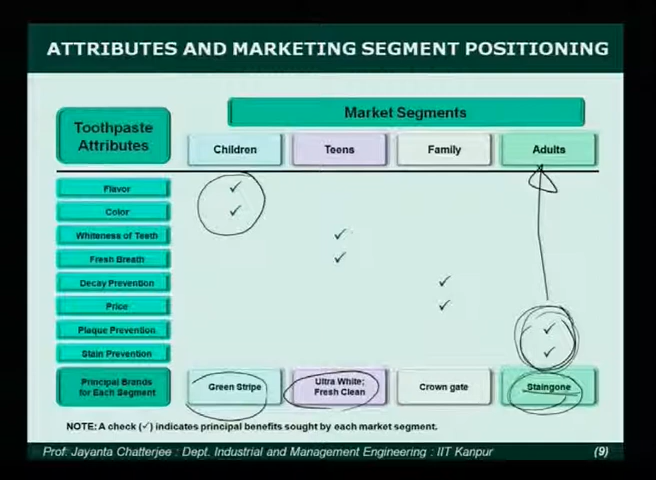 ATTRIBUTES AND MARKETING SEGMENT POSITIONING
Market Segments
Toothpaste
Attributes
Children Teens Family Adults
Flavor ✓
Color ✓
Whiteness of Teeth ✓
Fresh Breath ✓
Decay Prevention ✓
Price ✓
Plaque Prevention ✓
Stain Prevention ✓
Principal Brands
for Each Segment
Green Stripe
Ultra White;
Fresh Clean
Crown gate
Staingone
NOTE: A check (✓) indicates principal benefits sought by each market segment.
Prof. Jayanta Chatterjee : Dept. Industrial and Management Engineering : IIT Kanpur (9)